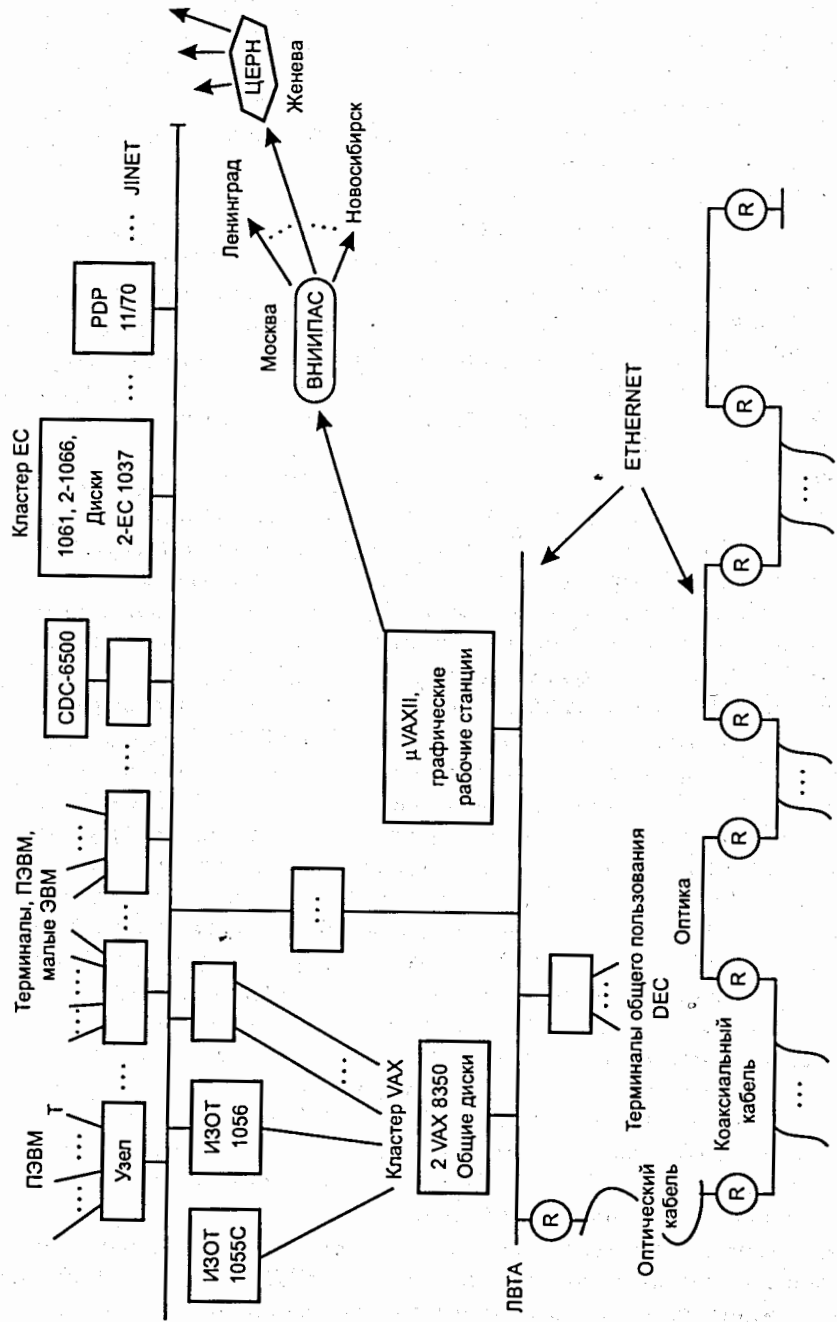 ПЭВМ
Т
Узел
Терминалы, ПЭВМ,
малые ЭВМ
CDC-6500
Кластер ЕС
1061, 2-1066,
Диски
2-ЕС 1037
PDP
11/70
JINET
ИЗОТ
1055С
ИЗОТ
1056
Кластер VAX
2 VAX 8350
Общие диски
μVAXII,
графические
рабочие станции
Москва
ВНИИПАС
Ленинград
Новосибирск
ЦЕРН
Женева
ЛВТА
Терминалы общего пользования
DEC
ETHERNET
R
Оптический
кабель
R
Коаксиальный
кабель
R
Оптика
R
R
R
R
R